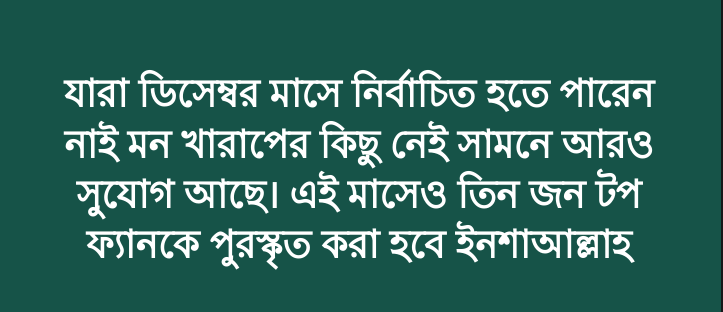 যারা ডিসেম্বর মাসে নির্বাচিত হতে পারেন
নাই মন খারাপের কিছু নেই সামনে আরও
সুযোগ আছে। এই মাসেও তিন জন টপ
ফ্যানকে পুরস্কৃত করা হবে ইনশাআল্লাহ